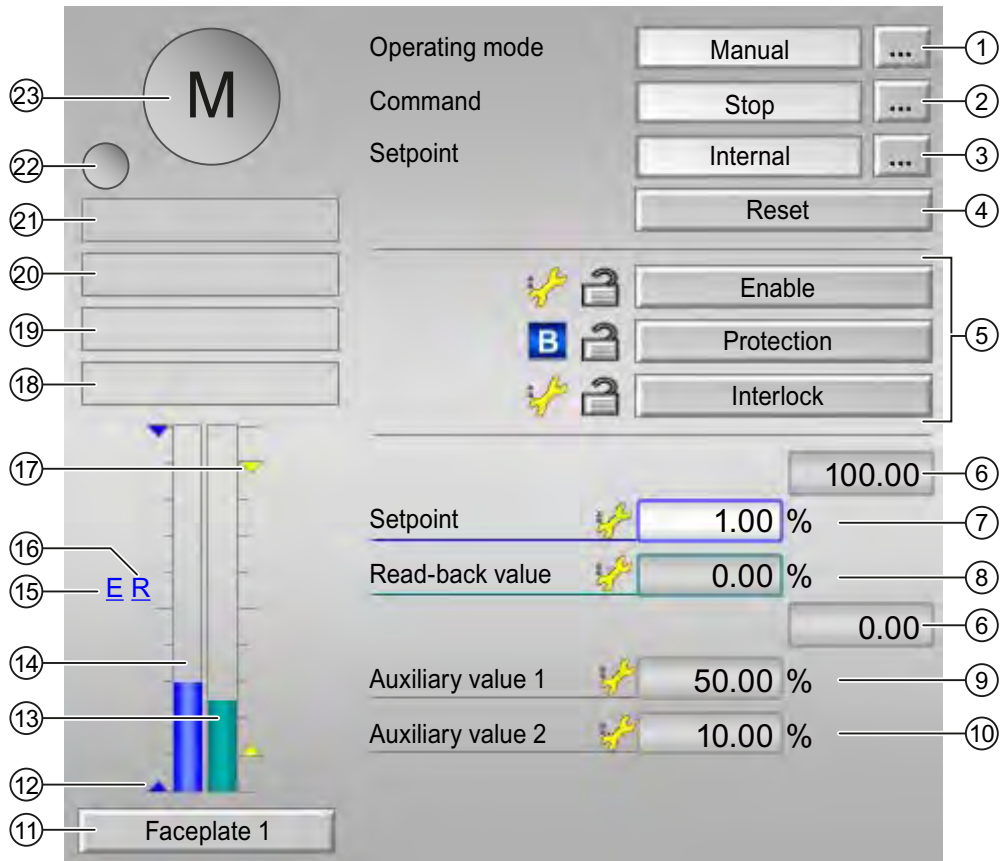 Operating mode Manual ... 1
23 M
Command Stop ... 2
22
Setpoint Internal ... 3
21 Reset 4
20 Enable
19 B Protection 5
18 Interlock
17 100.00 6
Setpoint 1.00 % 7
16
15 E R Read-back value 0.00 % 8
0.00 6
14 Auxiliary value 1 50.00 % 9
13 Auxiliary value 2 10.00 % 10
12
11 Faceplate 1